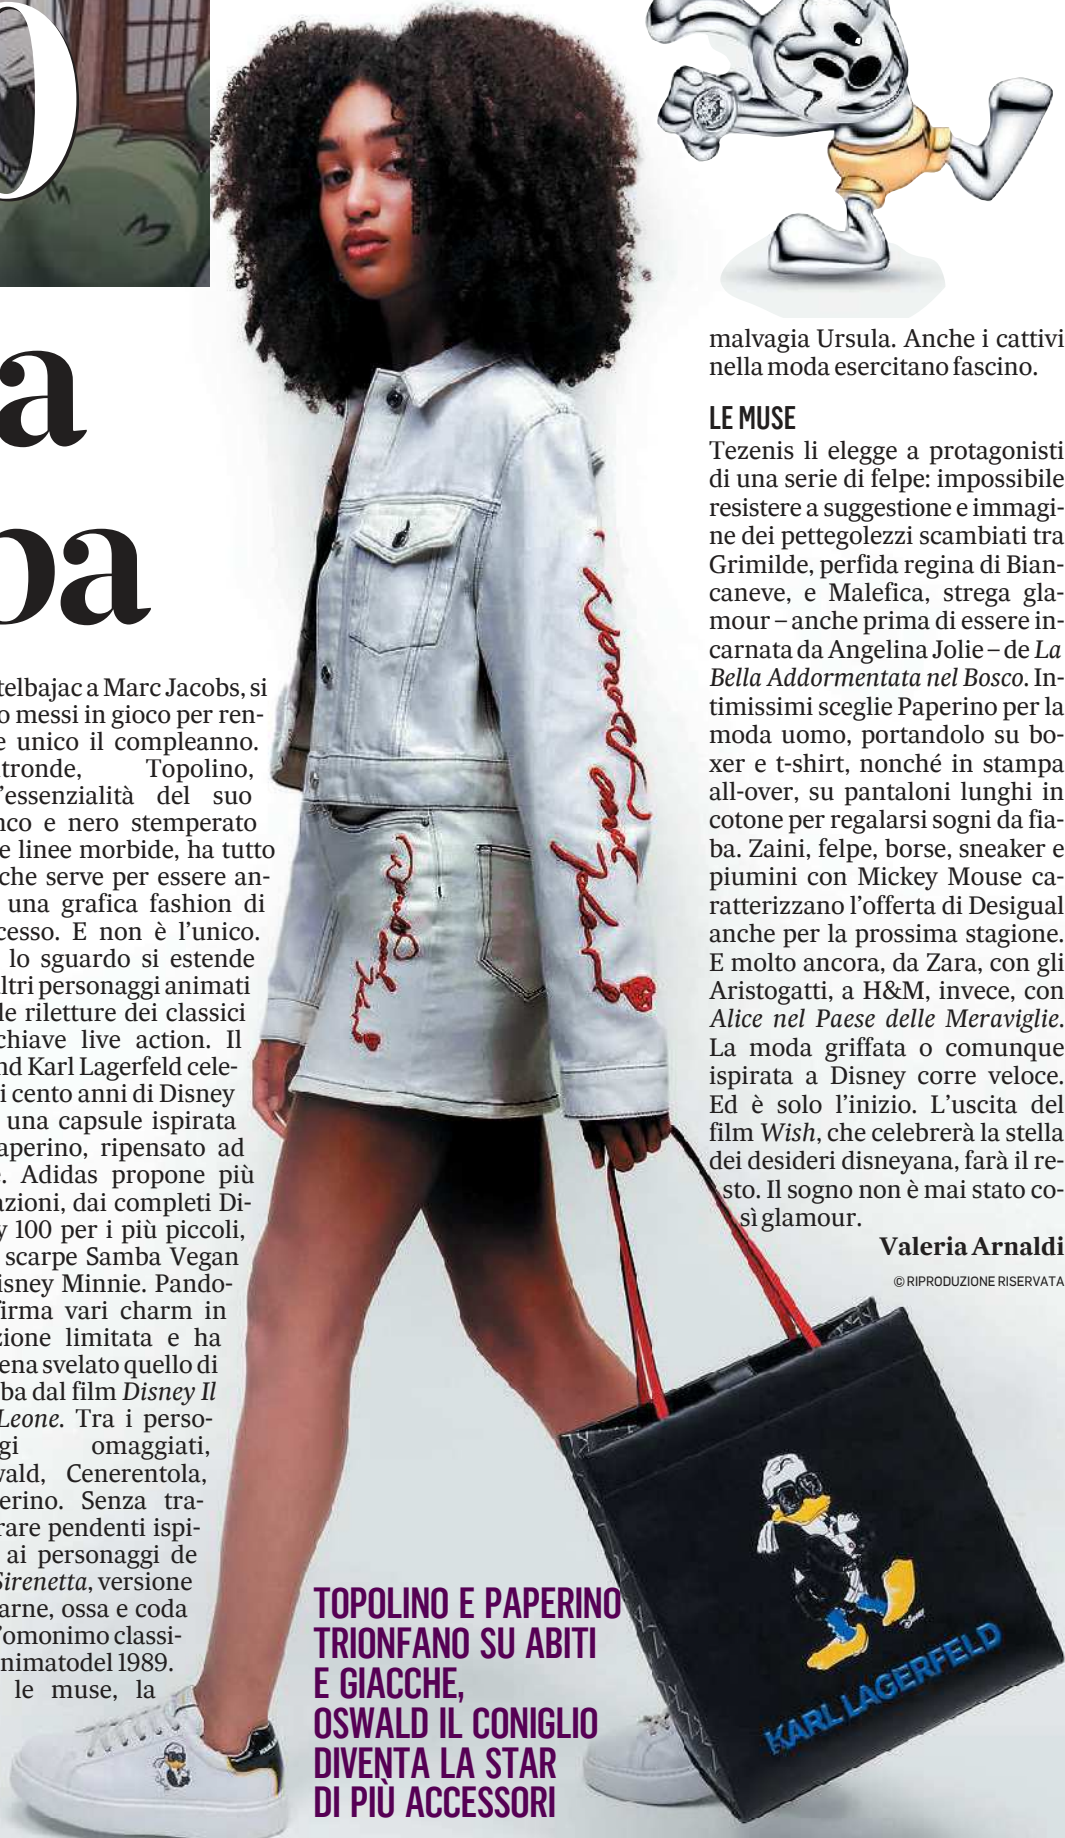 a
ba
telbajac a Marc Jacobs, si
o messi in gioco per ren-
e unico il compleanno.
tronde, Topolino,
l'essenzialità del suo
nco e nero stemperato
e linee morbide, ha tutto
che serve per essere an-
una grafica fashion di
cesso. E non è l'unico.
lo sguardo si estende
altri personaggi animati
le riletture dei classici
chiave live action. Il
nd Karl Lagerfeld cele-
i cento anni di Disney
una capsule ispirata
aperino, ripensato ad
e. Adidas propone più
azioni, dai completi Di-
y 100 per i più piccoli,
scarpe Samba Vegan
isney Minnie. Pando-
firma vari charm in
zione limitata e ha
ena svelato quello di
ba dal film Disney Il
Leone. Tra i perso-
gi omaggiati,
vald, Cenerentola,
erino. Senza tra-
rare pendenti ispi-
ai personaggi de
Sirenetta, versione
arne, ossa e coda
l'omonimo classi-
nimatodel 1989.
le muse, la
malvagia Ursula. Anche i cattivi
nella moda esercitano fascino.
LE MUSE
Tezenis li elegge a protagonisti
di una serie di felpe: impossibile
resistere a suggestione e immagi-
ne dei pettegolezzi scambiati tra
Grimilde, perfida regina di Bian-
caneve, e Malefica, strega gla-
mour – anche prima di essere in-
carnata da Angelina Jolie – de La
Bella Addormentata nel Bosco. In-
timissimi sceglie Paperino per la
moda uomo, portandolo su bo-
xer e t-shirt, nonché in stampa
all-over, su pantaloni lunghi in
cotone per regalarsi sogni da fia-
ba. Zaini, felpe, borse, sneaker e
piumini con Mickey Mouse ca-
ratterizzano l'offerta di Desigual
anche per la prossima stagione.
E molto ancora, da Zara, con gli
Aristogatti, a H&M, invece, con
Alice nel Paese delle Meraviglie.
La moda griffata o comunque
ispirata a Disney corre veloce.
Ed è solo l'inizio. L'uscita del
film Wish, che celebrerà la stella
dei desideri disneyana, farà il re-
sto. Il sogno non è mai stato co-
sì glamour.
Valeria Arnaldi
© RIPRODUZIONE RISERVATA
TOPOLINO E PAPERINO
TRIONFANO SU ABITI
E GIACCHE,
OSWALD IL CONIGLIO
DIVENTA LA STAR
DI PIÙ ACCESSORI
Disney
KARL LAGERFELD